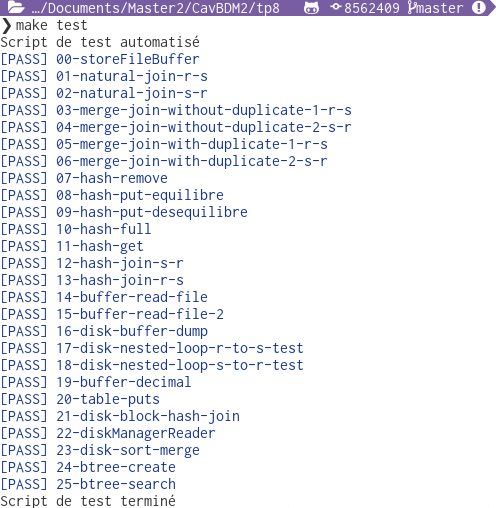 …/Documents/Master2/CavBDM2/tp8 8562409 master
❯ make test
Script de test automatisé
[PASS] 00-storeFileBuffer
[PASS] 01-natural-join-r-s
[PASS] 02-natural-join-s-r
[PASS] 03-merge-join-without-duplicate-1-r-s
[PASS] 04-merge-join-without-duplicate-2-s-r
[PASS] 05-merge-join-with-duplicate-1-r-s
[PASS] 06-merge-join-with-duplicate-2-s-r
[PASS] 07-hash-remove
[PASS] 08-hash-put-equilibre
[PASS] 09-hash-put-desequilibre
[PASS] 10-hash-full
[PASS] 11-hash-get
[PASS] 12-hash-join-s-r
[PASS] 13-hash-join-r-s
[PASS] 14-buffer-read-file
[PASS] 15-buffer-read-file-2
[PASS] 16-disk-buffer-dump
[PASS] 17-disk-nested-loop-r-to-s-test
[PASS] 18-disk-nested-loop-s-to-r-test
[PASS] 19-buffer-decimal
[PASS] 20-table-puts
[PASS] 21-disk-block-hash-join
[PASS] 22-diskManagerReader
[PASS] 23-disk-sort-merge
[PASS] 24-btree-create
[PASS] 25-btree-search
Script de test terminé